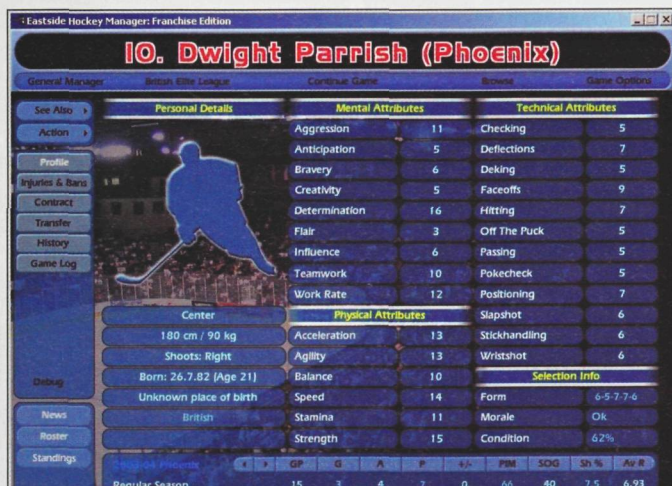 Eastside Hockey Manager: Franchise Edition
10. Dwight Parrish (Phoenix)
General Manager British Elite League Continue Game Browse Game Options
See Also
Action
Profile
Injuries & Bans
Contract
Transfer
History
Game Log
Debug
News
Roster
Standings
Personal Details
Center
180 cm / 90 kg
Shoots: Right
Born: 26.7.82 (Age 21)
Unknown place of birth
British
Mental Attributes
Aggression 11
Anticipation 5
Bravery 6
Creativity 5
Determination 16
Flair 3
Influence 6
Teamwork 10
Work Rate 12
Physical Attributes
Acceleration 13
Agility 13
Balance 10
Speed 14
Stamina 11
Strength 15
Technical Attributes
Checking 5
Deflections 7
Deking 5
Faceoffs 9
Hitting 7
Off The Puck 5
Passing 5
Pokecheck 5
Positioning 7
Slapshot 6
Stickhandling 6
Wristshot 6
Selection Info
Form 6-5-7-7-6
Morale Ok
Condition 62%
Phoenix GP G A P +/- PIM SOG Sh % Av R
Regular Season 15 3 4 7 0 66 40 7.5 6.93